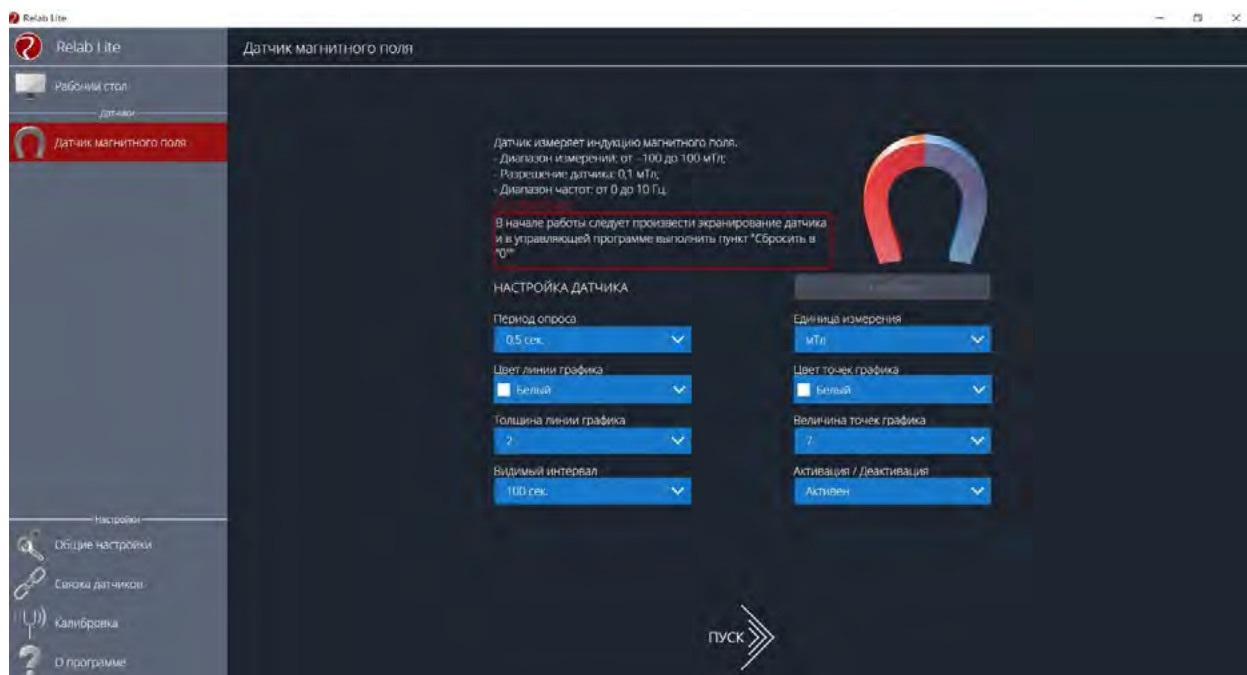 Relab Lite
Relab Lite
Датчик магнитного поля
Рабочий стол
Датчики
Датчик магнитного поля
Датчик измеряет индукцию магнитного поля.
- Диапазон измерений: от -100 до 100 мТл;
- Разрешение датчика: 0,1 мТл;
- Диапазон частот: от 0 до 10 Гц.
В начале работы следует произвести экранирование датчика
и в управляющей программе выполнить пункт "Сбросить в
"0""
НАСТРОЙКА ДАТЧИКА
Период опроса
Единица измерения
0,5 сек.
мТл
Цвет линии графика
Цвет точек графика
Белый
Белый
Толщина линии графика
Величина точек графика
2
7
Видимый интервал
Активация / Деактивация
100 сек.
Активен
Настройки
Общие настройки
Связка датчиков
Калибровка
О программе
ПУСК